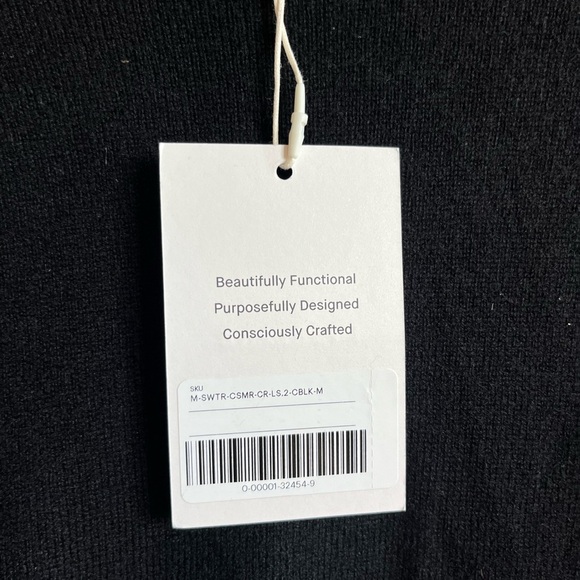 Beautifully Functional
Purposefully Designed
Consciously Crafted
SKU
M-SWTR-CSMR-CR-LS.2-CBLK-M
0-00001-32454-9